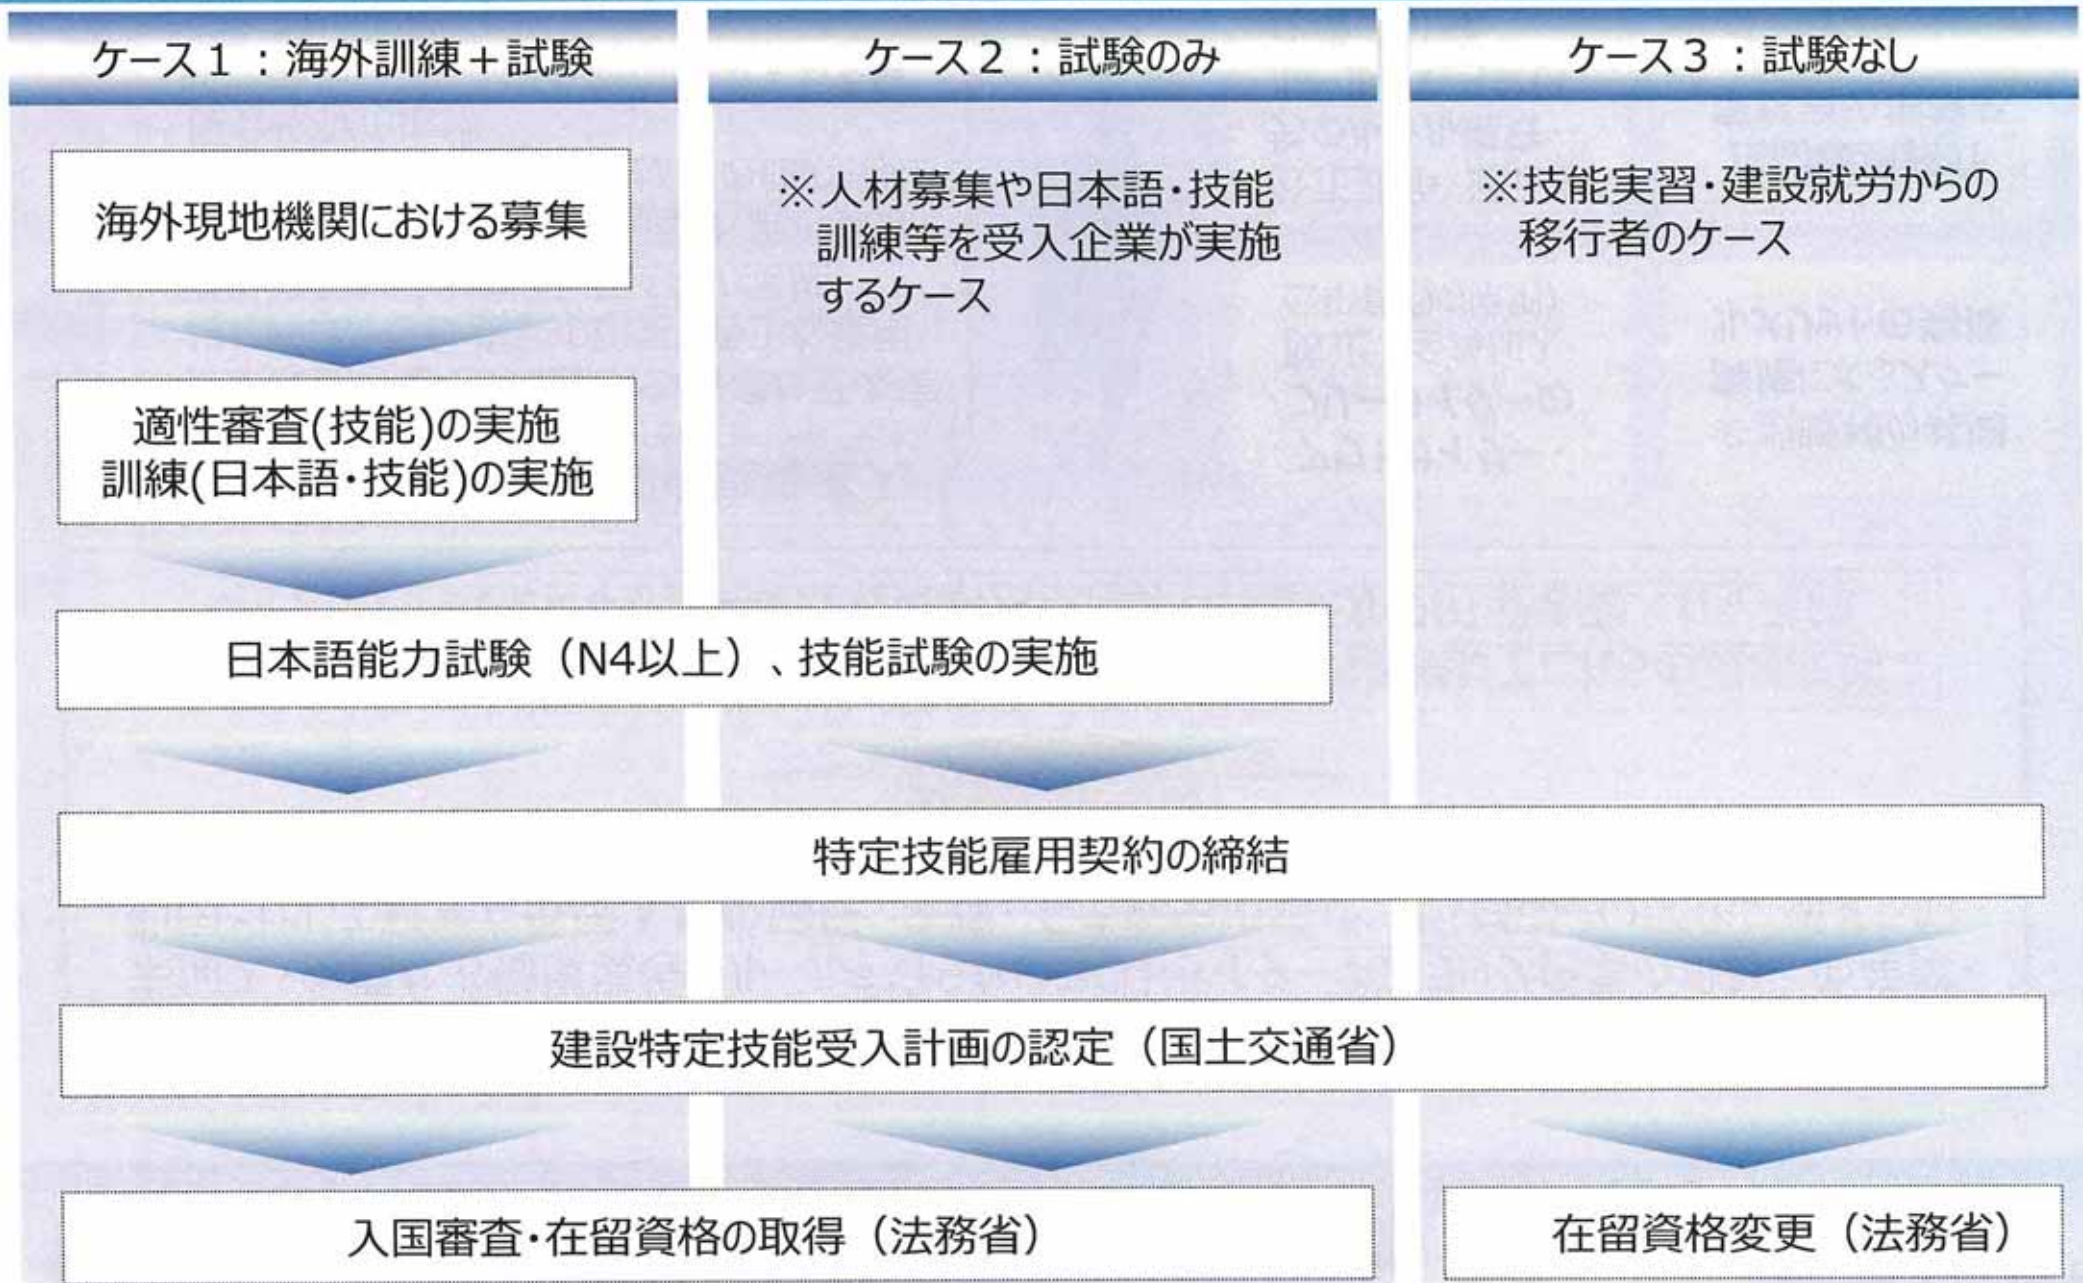 ケース１：海外訓練＋試験
ケース２：試験のみ
ケース３：試験なし
海外現地機関における募集
※人材募集や日本語・技能
訓練等を受入企業が実施
するケース
※技能実習・建設就労からの
移行者のケース
適性審査(技能)の実施
訓練(日本語・技能)の実施
日本語能力試験（N4以上）、技能試験の実施
特定技能雇用契約の締結
建設特定技能受入計画の認定（国土交通省）
入国審査・在留資格の取得（法務省）
在留資格変更（法務省）